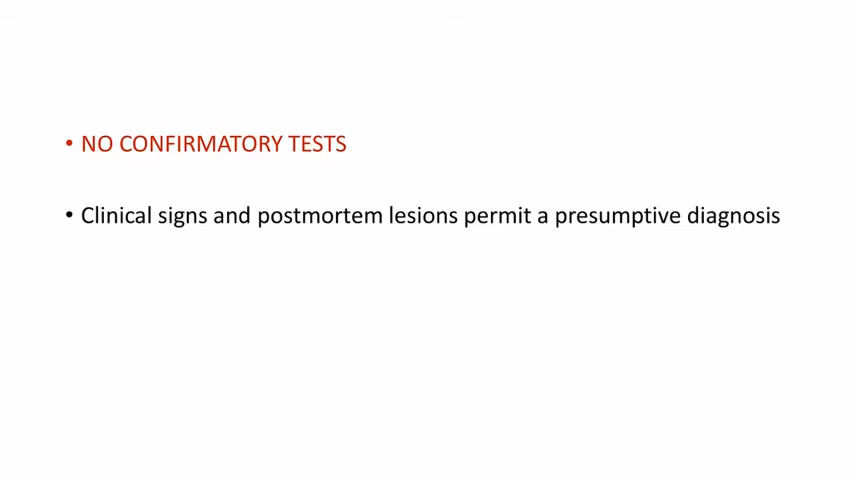 • NO CONFIRMATORY TESTS
• Clinical signs and postmortem lesions permit a presumptive diagnosis